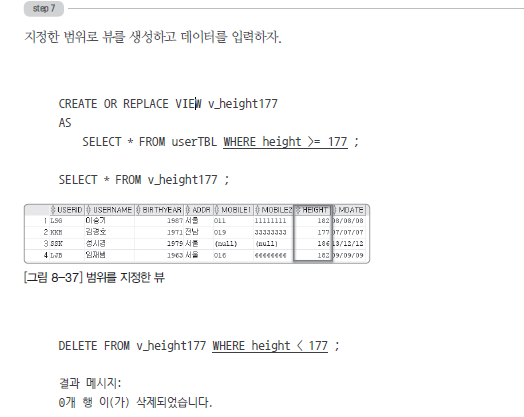 step 7
지정한 범위로 뷰를 생성하고 데이터를 입력하자.
CREATE OR REPLACE VIEW v_height177
AS
SELECT * FROM userTBL WHERE height >= 177 ;
SELECT * FROM v_height177 ;
USERID USERNAME BIRTHYEAR ADDR MOBILE1 MOBILE2 HEIGHT MDATE
1 LSG 이승기 1987 서울 011 11111111 182 08/08/08
2 KKH 김경호 1971 전남 019 33333333 177 07/07/07
3 SSK 성시경 1979 서울 (null) (null) 186 13/12/12
4 LJB 임재범 1963 서울 016 66666666 182 09/09/09
[그림 8-37] 범위를 지정한 뷰
DELETE FROM v_height177 WHERE height < 177 ;
결과 메시지:
0개 행 이(가) 삭제되었습니다.